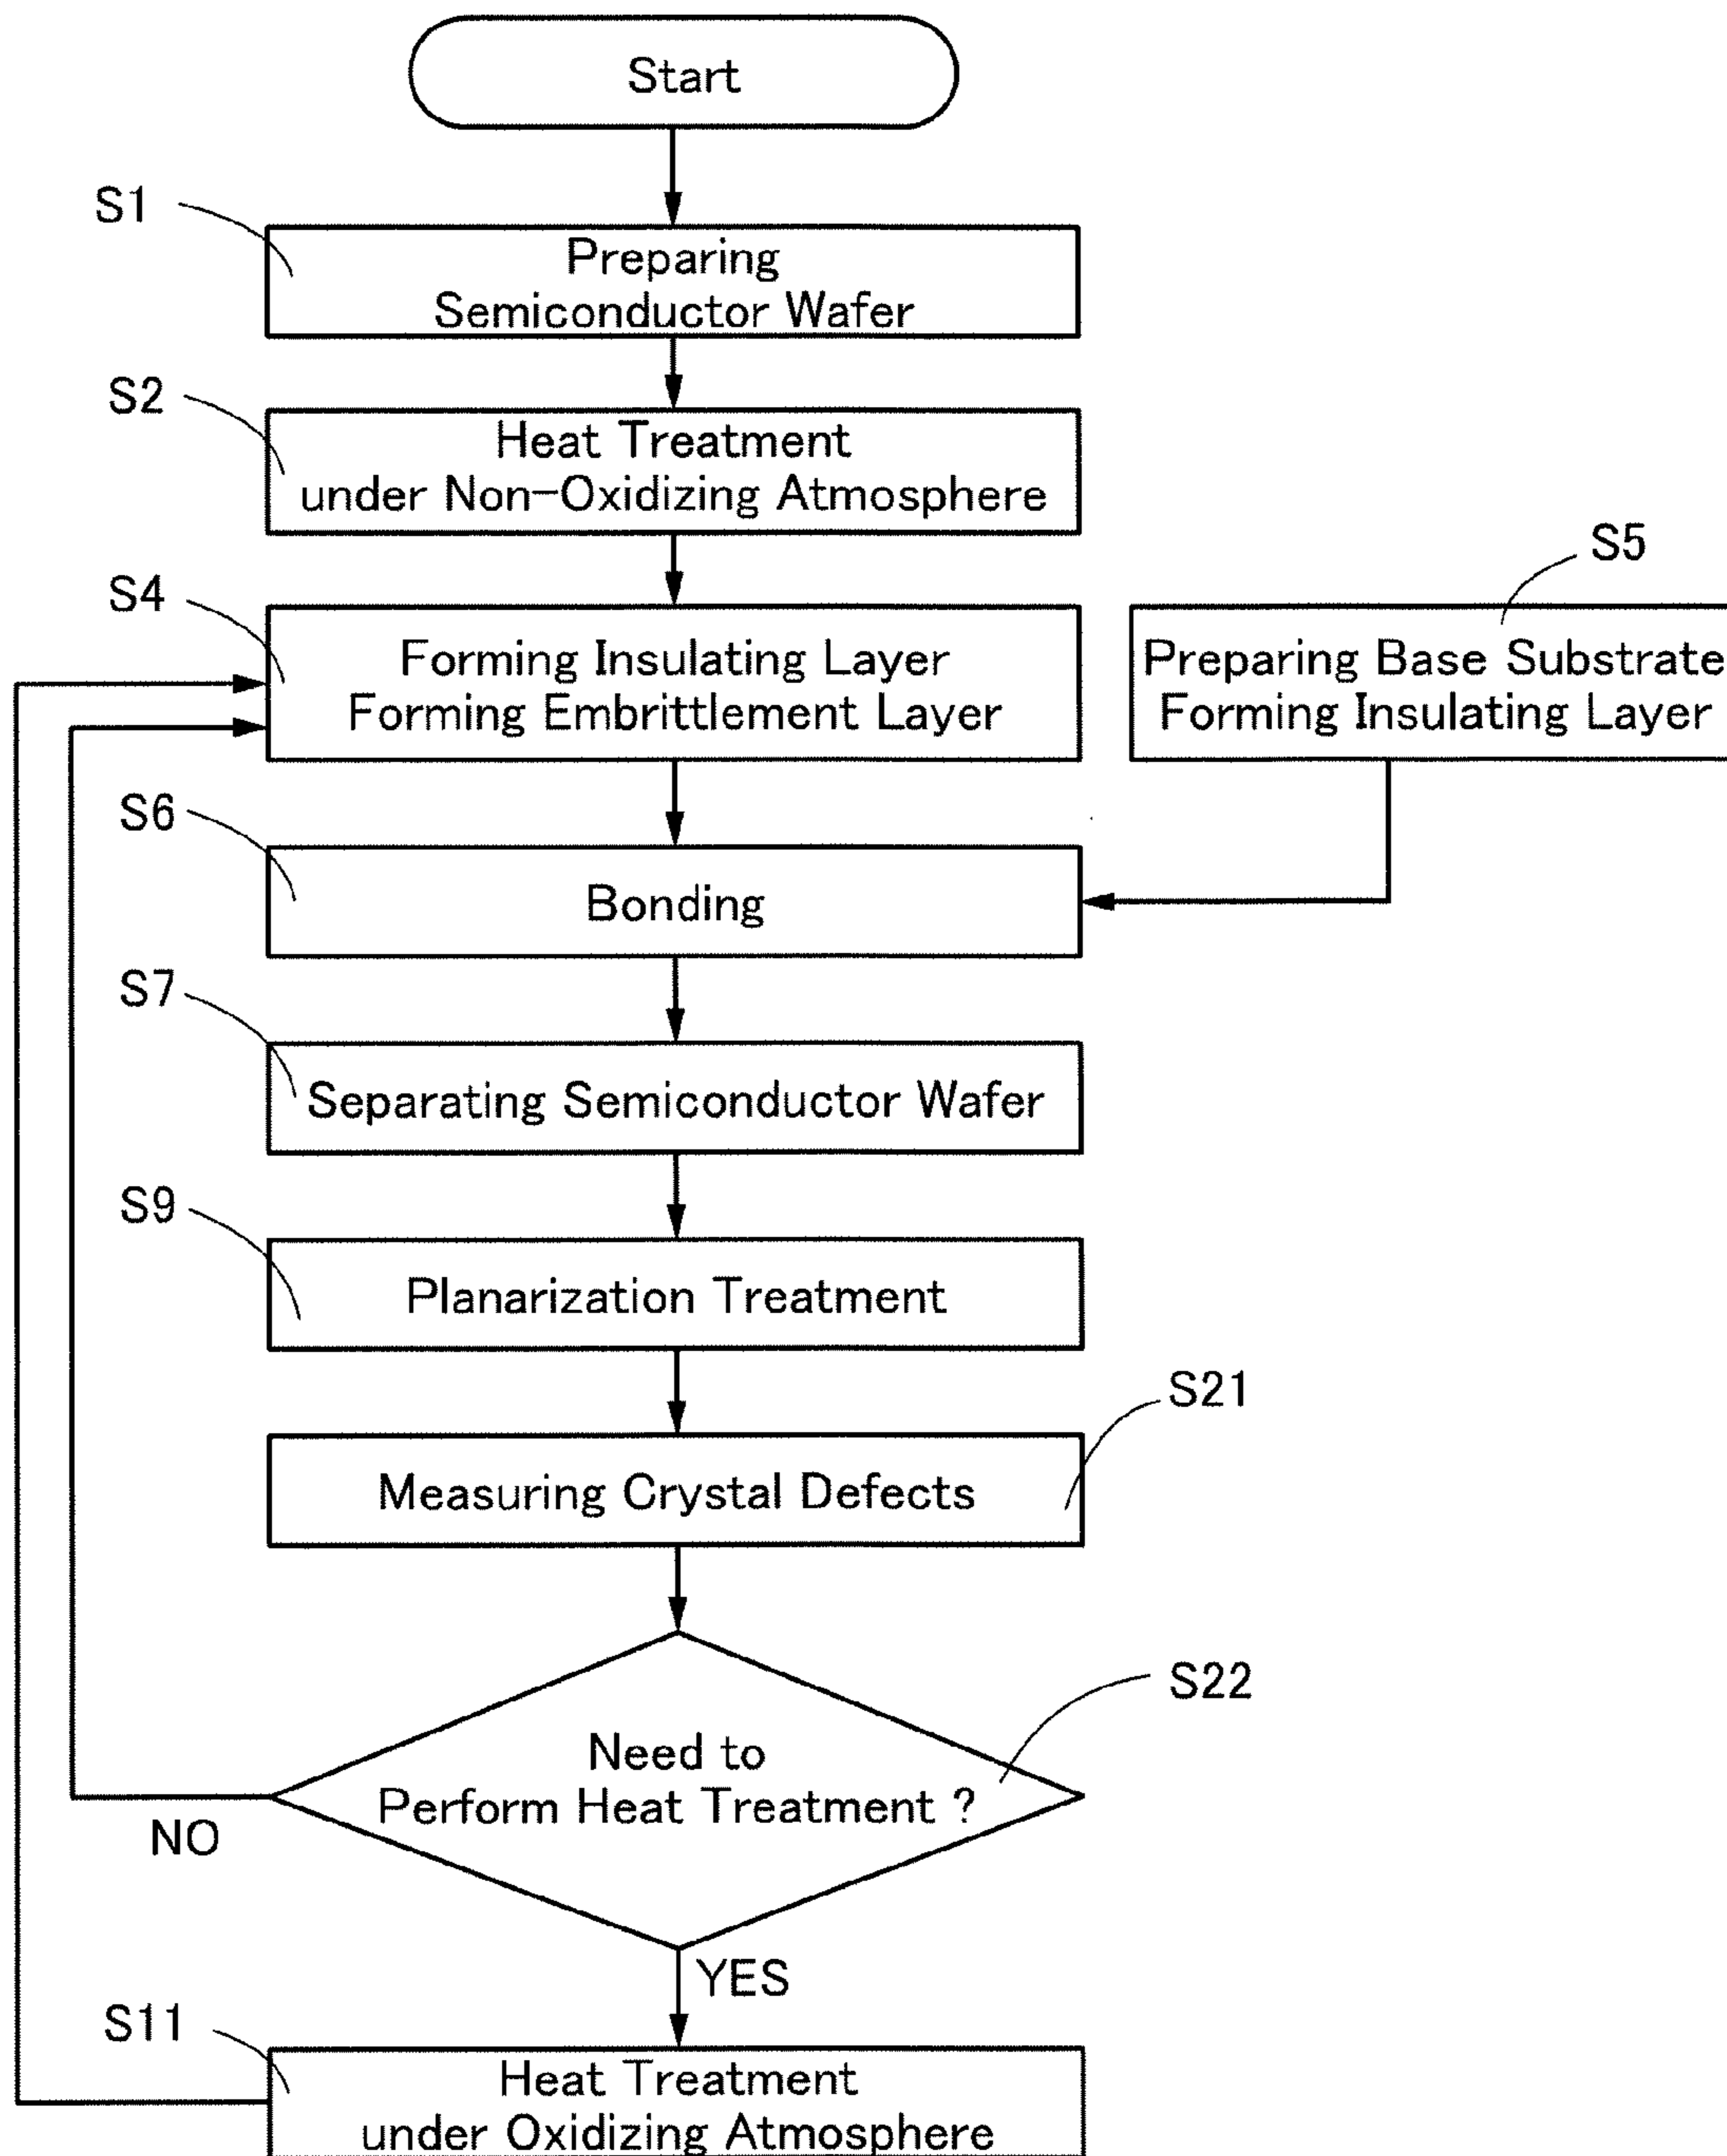 Start
S1
Preparing
Semiconductor Wafer
S2
Heat Treatment
under Non-Oxidizing Atmosphere
S4
Forming Insulating Layer
Forming Embrittlement Layer
S5
Preparing Base Substrate
Forming Insulating Layer
S6
Bonding
S7
Separating Semiconductor Wafer
S9
Planarization Treatment
S21
Measuring Crystal Defects
S22
Need to
Perform Heat Treatment ?
NO
YES
S11
Heat Treatment
under Oxidizing Atmosphere